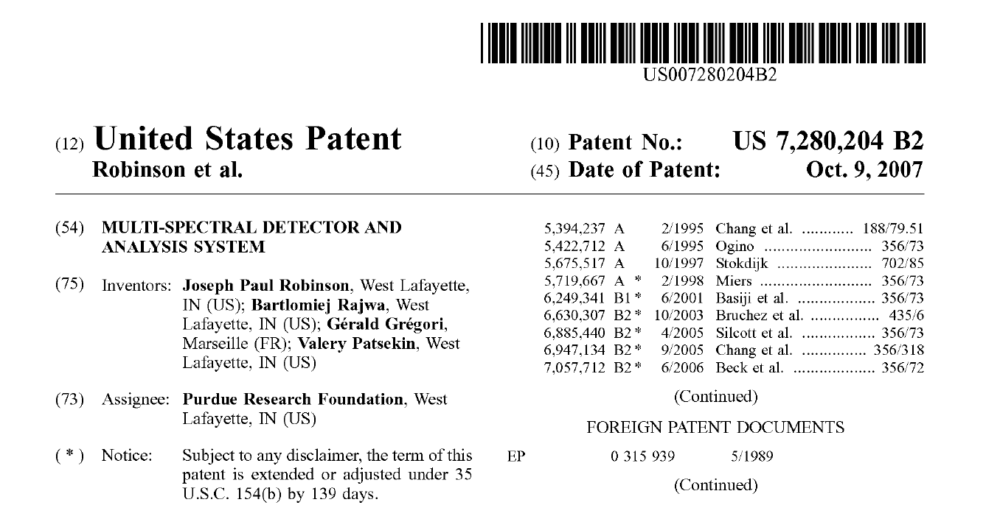 US007280204B2
(12) United States Patent
Robinson et al.
(10) Patent No.: US 7,280,204 B2
(45) Date of Patent: Oct. 9, 2007
(54) MULTI-SPECTRAL DETECTOR AND
ANALYSIS SYSTEM
(75) Inventors: Joseph Paul Robinson, West Lafayette,
IN (US); Bartlomiej Rajwa, West
Lafayette, IN (US); Gérald Grégori,
Marseille (FR); Valery Patsekin, West
Lafayette, IN (US)
(73) Assignee: Purdue Research Foundation, West
Lafayette, IN (US)
( * ) Notice: Subject to any disclaimer, the term of this
patent is extended or adjusted under 35
U.S.C. 154(b) by 139 days.
5,394,237 A 2/1995 Chang et al. ............ 188/79.51
5,422,712 A 6/1995 Ogino ......................... 356/73
5,675,517 A 10/1997 Stokdijk ...................... 702/85
5,719,667 A * 2/1998 Miers .......................... 356/73
6,249,341 B1 * 6/2001 Basiji et al. .................. 356/73
6,630,307 B2 * 10/2003 Bruchez et al. ................ 435/6
6,885,440 B2 * 4/2005 Silcott et al. ................. 356/73
6,947,134 B2 * 9/2005 Chang et al. ............... 356/318
7,057,712 B2 * 6/2006 Beck et al. ................... 356/72
(Continued)
FOREIGN PATENT DOCUMENTS
EP 0 315 939 5/1989
(Continued)